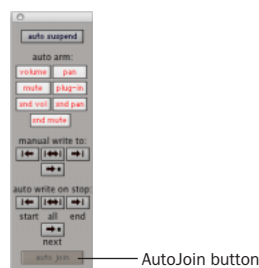 auto suspend
auto arm:
volume pan
mute plug-in
snd vol snd pan
snd mute
manual write to:
auto write on stop:
start all end
next
auto join
AutoJoin button